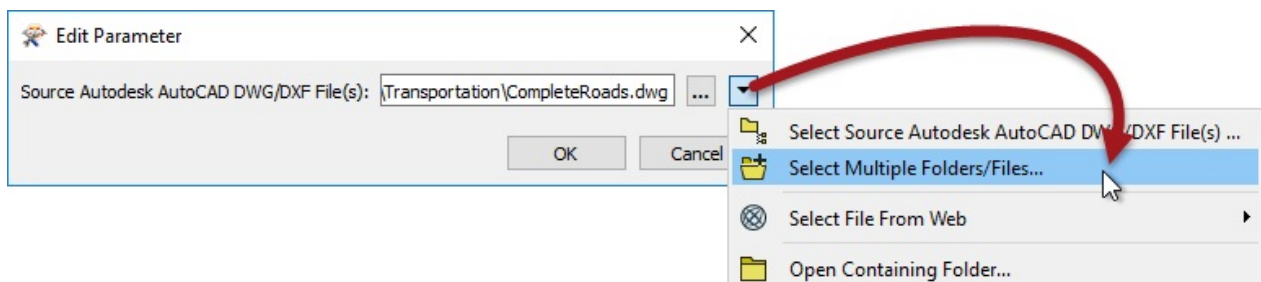 Edit Parameter
Source Autodesk AutoCAD DWG/DXF File(s): \Transportation\CompleteRoads.dwg ...
OK Cancel
Select Source Autodesk AutoCAD DWG/DXF File(s) ...
Select Multiple Folders/Files...
Select File From Web
Open Containing Folder...